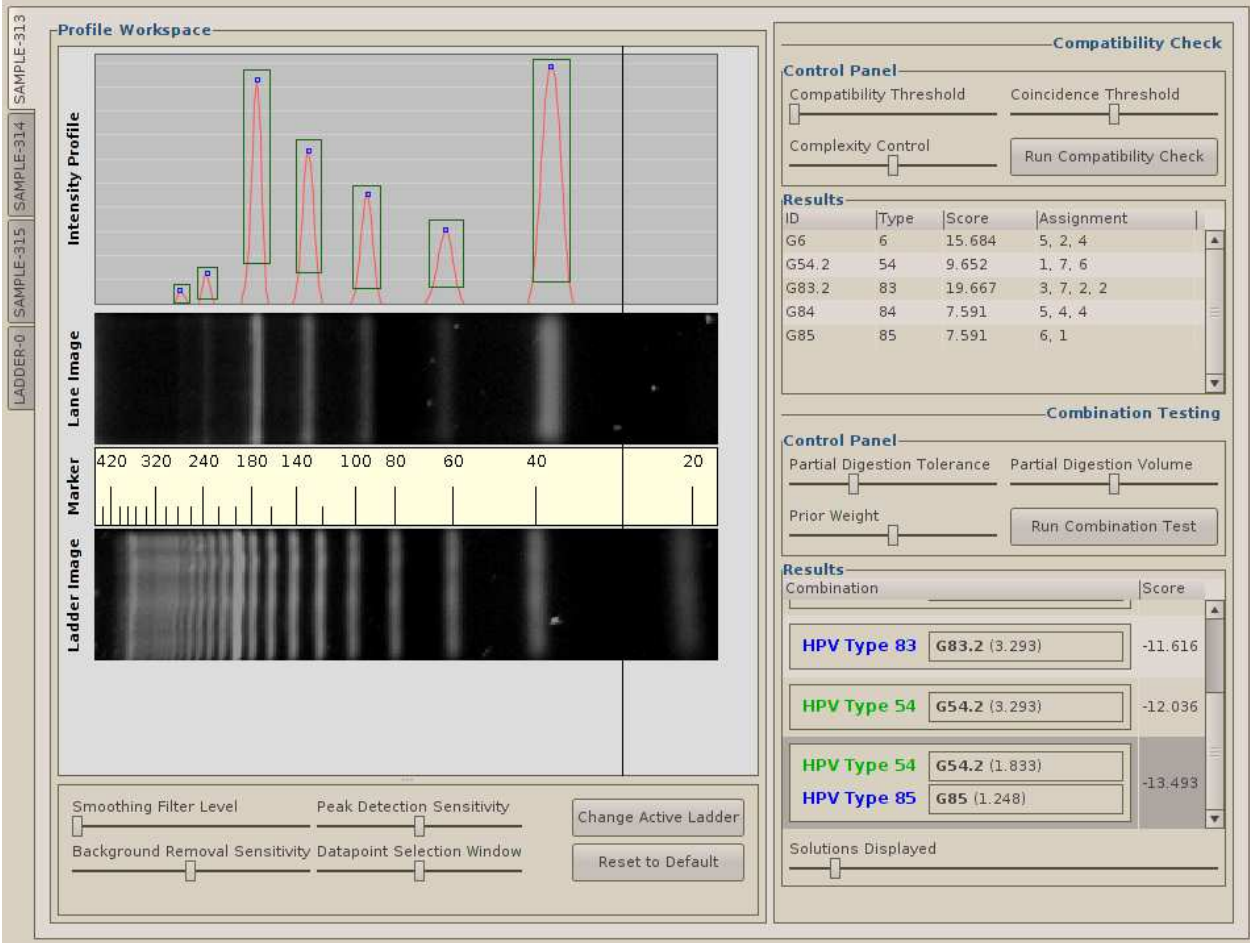 SAMPLE-313
SAMPLE-314
SAMPLE-315
LADDER-0
Profile Workspace
Intensity Profile
Lane Image
Marker
420 320 240 180 140 100 80 60 40 20
Ladder Image
Smoothing Filter Level
Peak Detection Sensitivity
Change Active Ladder
Background Removal Sensitivity
Datapoint Selection Window
Reset to Default
Compatibility Check
Control Panel
Compatibility Threshold
Coincidence Threshold
Complexity Control
Run Compatibility Check
Results
ID Type Score Assignment
G6 6 15.684 5, 2, 4
G54.2 54 9.652 1, 7, 6
G83.2 83 19.667 3, 7, 2, 2
G84 84 7.591 5, 4, 4
G85 85 7.591 6, 1
Combination Testing
Control Panel
Partial Digestion Tolerance
Partial Digestion Volume
Prior Weight
Run Combination Test
Results
Combination Score
HPV Type 83 G83.2 (3.293) -11.616
HPV Type 54 G54.2 (3.293) -12.036
HPV Type 54 G54.2 (1.833)
HPV Type 85 G85 (1.248) -13.493
Solutions Displayed